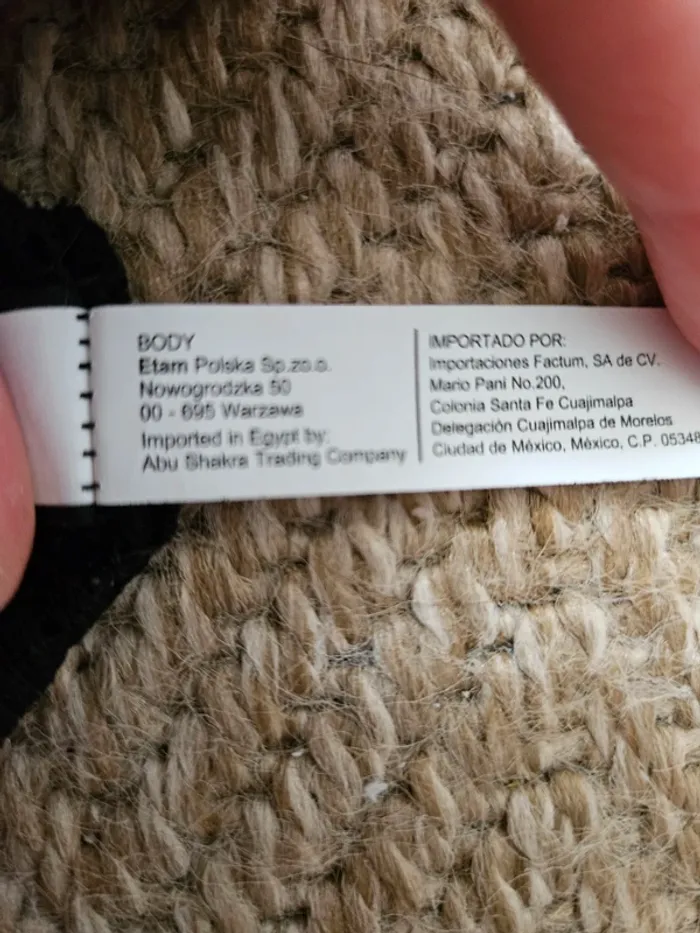 BODY
Etam Polska Sp.zo.o.
Nowogrodzka 50
00 - 695 Warzawa
Imported in Egypt by:
Abu Shakra Trading Company
IMPORTADO POR:
Importaciones Factum, SA de CV.
Mario Pani No.200,
Colonia Santa Fe Cuajimalpa
Delegación Cuajimalpa de Morelos
Ciudad de México, México, C.P. 05348